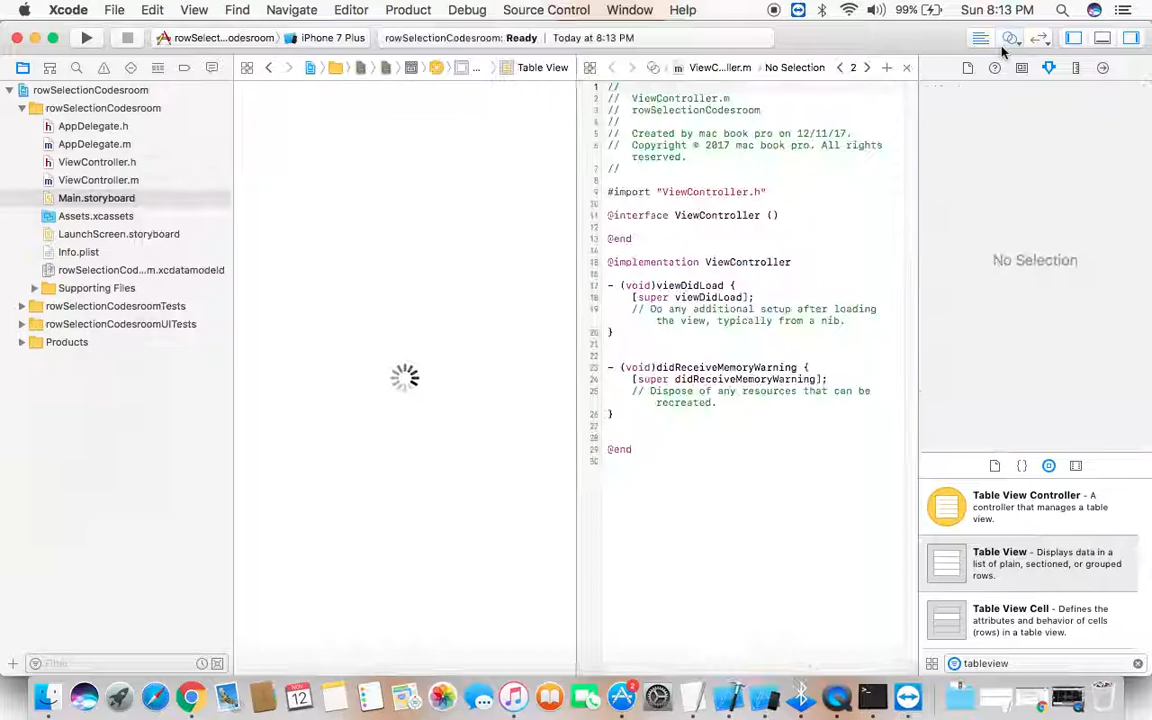 Xcode File Edit View Find Navigate Editor Product Debug Source Control Window Help 99% Sun 8:13 PM
rowSelect...odesroom iPhone 7 Plus rowSelectionCodesroom: Ready Today at 8:13 PM
... Table View ViewC...ller.m No Selection 2
rowSelectionCodesroom
rowSelectionCodesroom
AppDelegate.h
AppDelegate.m
ViewController.h
ViewController.m
Main.storyboard
Assets.xcassets
LaunchScreen.storyboard
Info.plist
rowSelectionCod...m.xcdatamodeld
Supporting Files
rowSelectionCodesroomTests
rowSelectionCodesroomUITests
Products
Filter
1 //
2 // ViewController.m
3 // rowSelectionCodesroom
4 //
5 // Created by mac book pro on 12/11/17.
6 // Copyright © 2017 mac book pro. All rights
reserved.
7 //
8
9 #import "ViewController.h"
10
11 @interface ViewController ()
12
13 @end
@implementation ViewController
17 - (void)viewDidLoad {
18 [super viewDidLoad];
19 // Do any additional setup after loading
the view, typically from a nib.
20 }
21
22
23 - (void)didReceiveMemoryWarning {
24 [super didReceiveMemoryWarning];
25 // Dispose of any resources that can be
recreated.
26 }
27
28
29 @end
30
No Selection
{}
Table View Controller - A
controller that manages a table
view.
Table View - Displays data in a
list of plain, sectioned, or grouped
rows.
Table View Cell - Defines the
attributes and behavior of cells
(rows) in a table view.
tableview
12
2